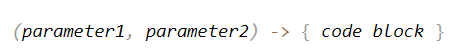 (parameter1, parameter2) -> { code block }